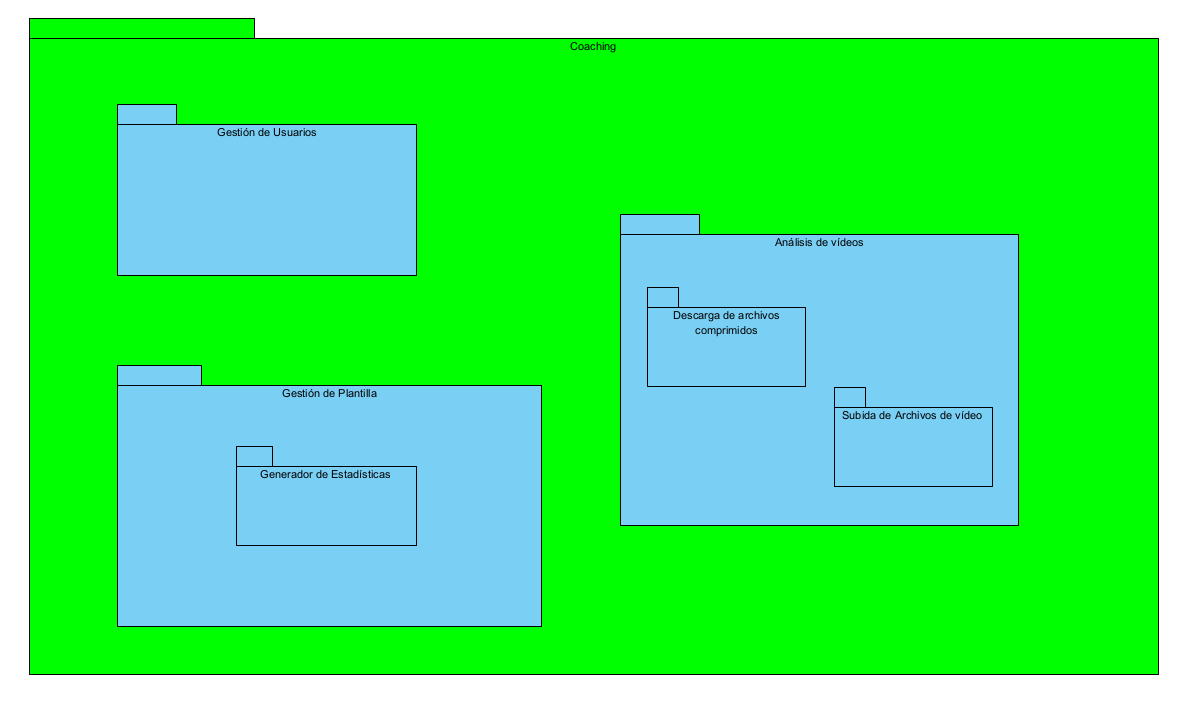 Coaching
Gestión de Usuarios
Análisis de vídeos
Descarga de archivos
comprimidos
Gestión de Plantilla
Subida de Archivos de vídeo
Generador de Estadísticas